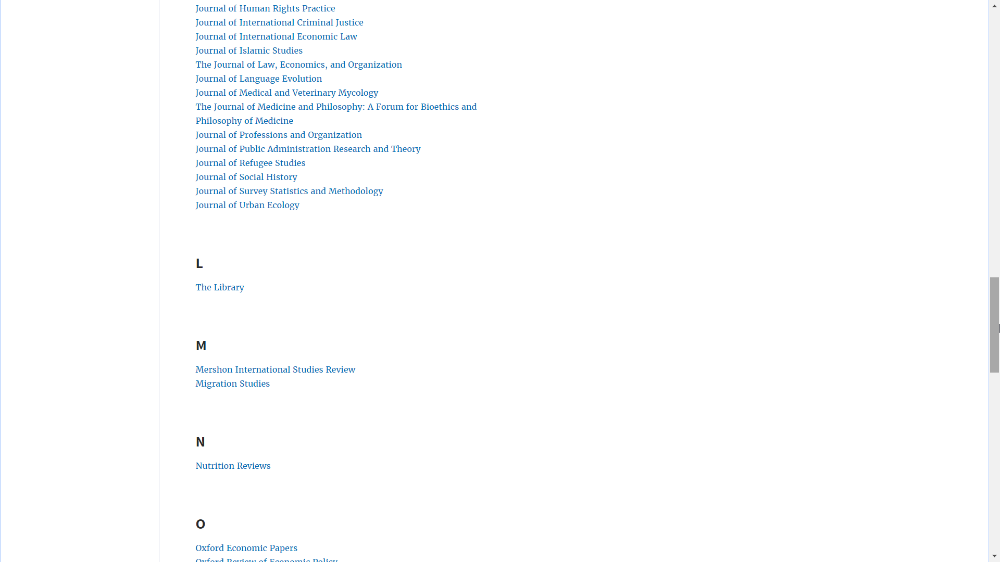 Journal of Human Rights Practice
Journal of International Criminal Justice
Journal of International Economic Law
Journal of Islamic Studies
The Journal of Law, Economics, and Organization
Journal of Language Evolution
Journal of Medical and Veterinary Mycology
The Journal of Medicine and Philosophy: A Forum for Bioethics and
Philosophy of Medicine
Journal of Professions and Organization
Journal of Public Administration Research and Theory
Journal of Refugee Studies
Journal of Social History
Journal of Survey Statistics and Methodology
Journal of Urban Ecology
L
The Library
M
Mershon International Studies Review
Migration Studies
N
Nutrition Reviews
O
Oxford Economic Papers
Oxford Review of Economic Policy